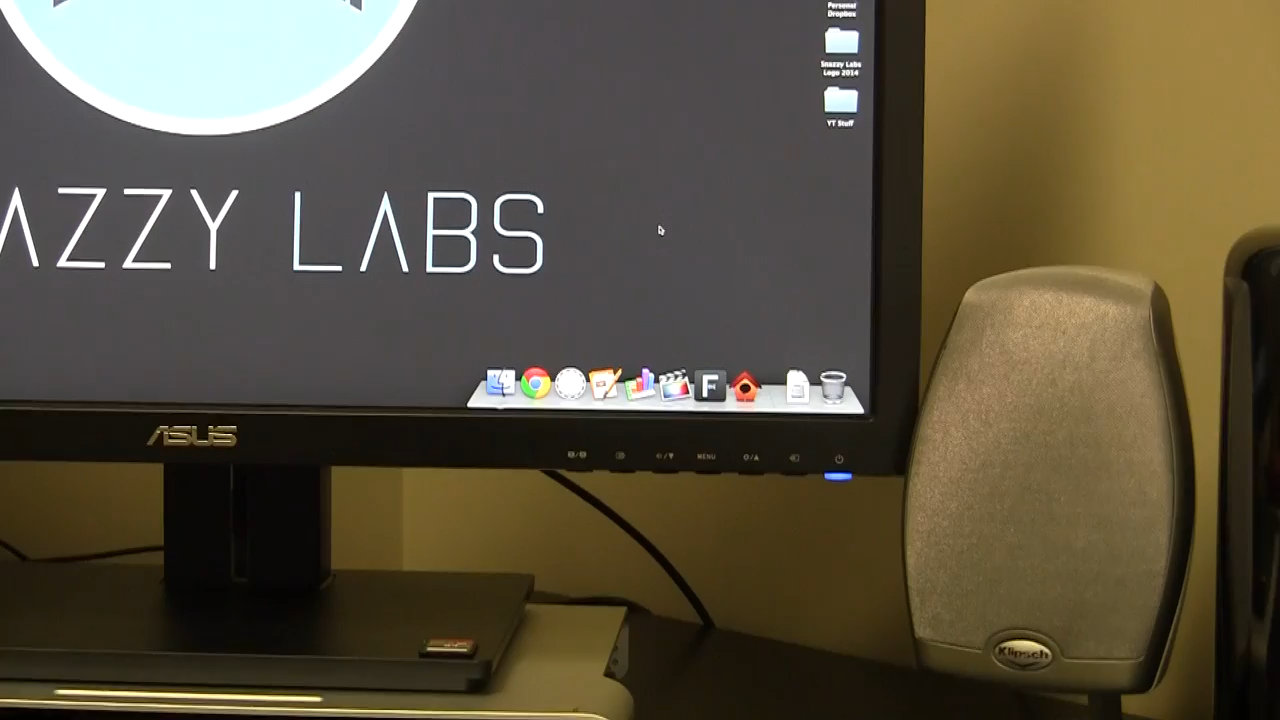 Personal
Dropbox
Snazzy Labs
Logo 2014
YT Stuff
AZZY LABS
F
ASUS
MENU
Klipsch